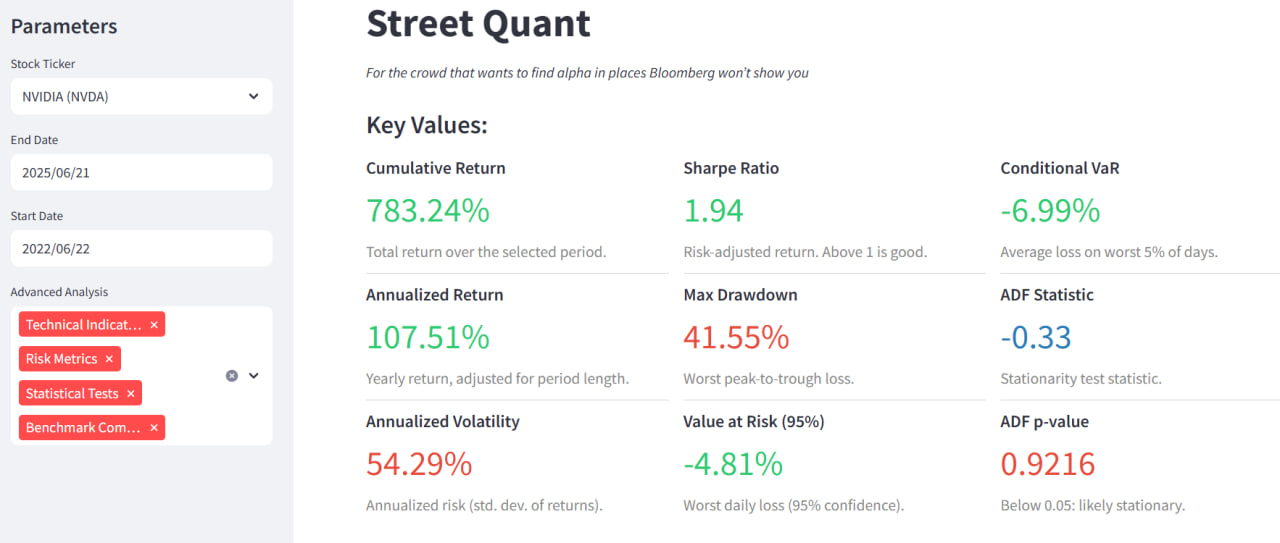 Parameters
Stock Ticker
NVIDIA (NVDA)
End Date
2025/06/21
Start Date
2022/06/22
Advanced Analysis
Technical Indicat... ×
Risk Metrics ×
Statistical Tests ×
Benchmark Com... ×
Street Quant
For the crowd that wants to find alpha in places Bloomberg won’t show you
Key Values:
Cumulative Return
783.24%
Total return over the selected period.
Sharpe Ratio
1.94
Risk-adjusted return. Above 1 is good.
Conditional VaR
-6.99%
Average loss on worst 5% of days.
Annualized Return
107.51%
Yearly return, adjusted for period length.
Max Drawdown
41.55%
Worst peak-to-trough loss.
ADF Statistic
-0.33
Stationarity test statistic.
Annualized Volatility
54.29%
Annualized risk (std. dev. of returns).
Value at Risk (95%)
-4.81%
Worst daily loss (95% confidence).
ADF p-value
0.9216
Below 0.05: likely stationary.